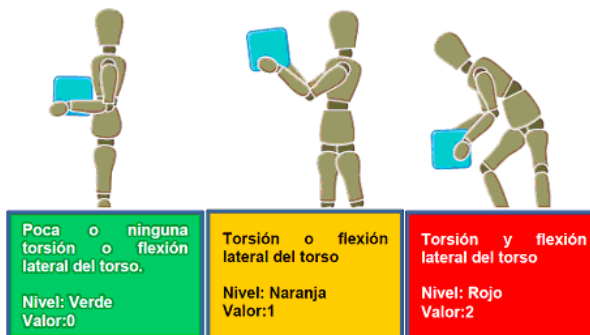 Poca o ninguna
torsión o flexión
lateral del torso.
Nivel: Verde
Valor:0
Torsión o flexión
lateral del torso
Nivel: Naranja
Valor:1
Torsión y flexión
lateral del torso
Nivel: Rojo
Valor:2